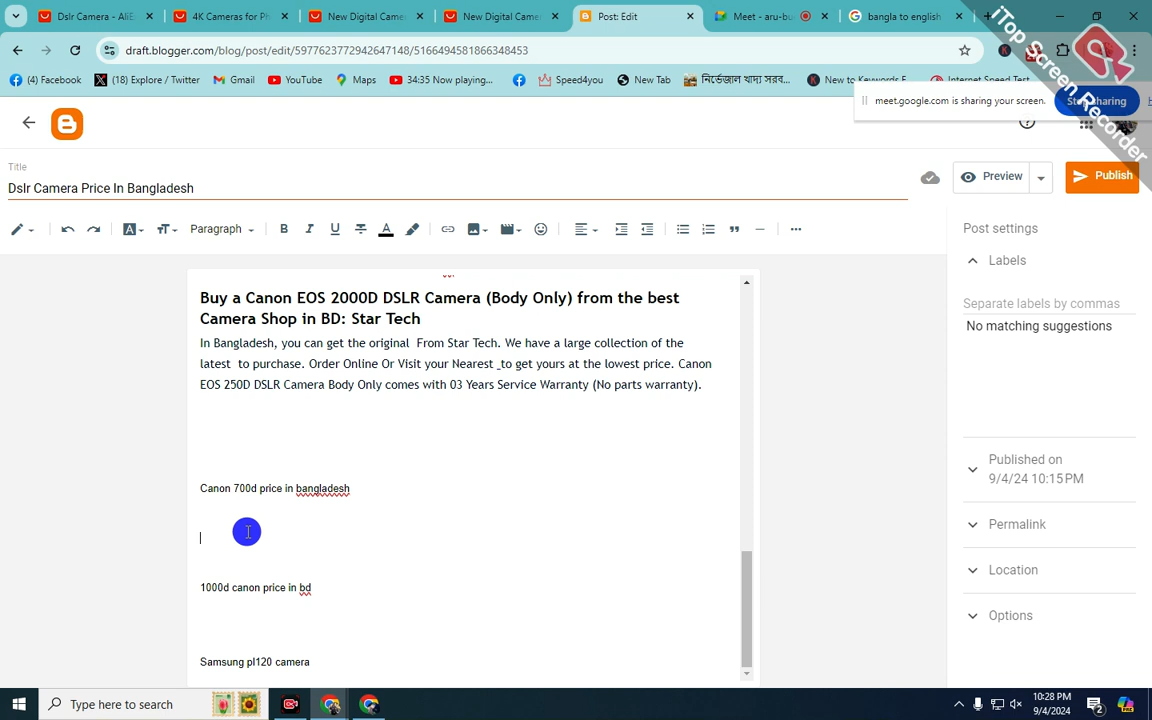 Dslr Camera - AliE
4K Cameras for Ph
New Digital Came
New Digital Came
Post: Edit
Meet - aru-bu
bangla to english
draft.blogger.com/blog/post/edit/5977623772942647148/5166494581866348453
(4) Facebook
(18) Explore / Twitter
Gmail
YouTube
Maps
34:35 Now playing...
Speed4you
New Tab
নির্ভেজাল খাদ্য সরব...
New to Keywords E
Internet Speed Test
iTop Screen Recorder
meet.google.com is sharing your screen.
Stop sharing
Title
Dslr Camera Price In Bangladesh
Preview
Publish
Paragraph
Buy a Canon EOS 2000D DSLR Camera (Body Only) from the best
Camera Shop in BD: Star Tech
In Bangladesh, you can get the original  From Star Tech. We have a large collection of the
latest  to purchase. Order Online Or Visit your Nearest  to get yours at the lowest price. Canon
EOS 250D DSLR Camera Body Only comes with 03 Years Service Warranty (No parts warranty).
Canon 700d price in bangladesh
1000d canon price in bd
Samsung pl120 camera
Post settings
Labels
Separate labels by commas
No matching suggestions
Published on
9/4/24 10:15 PM
Permalink
Location
Options
Type here to search
10:28 PM
9/4/2024
2